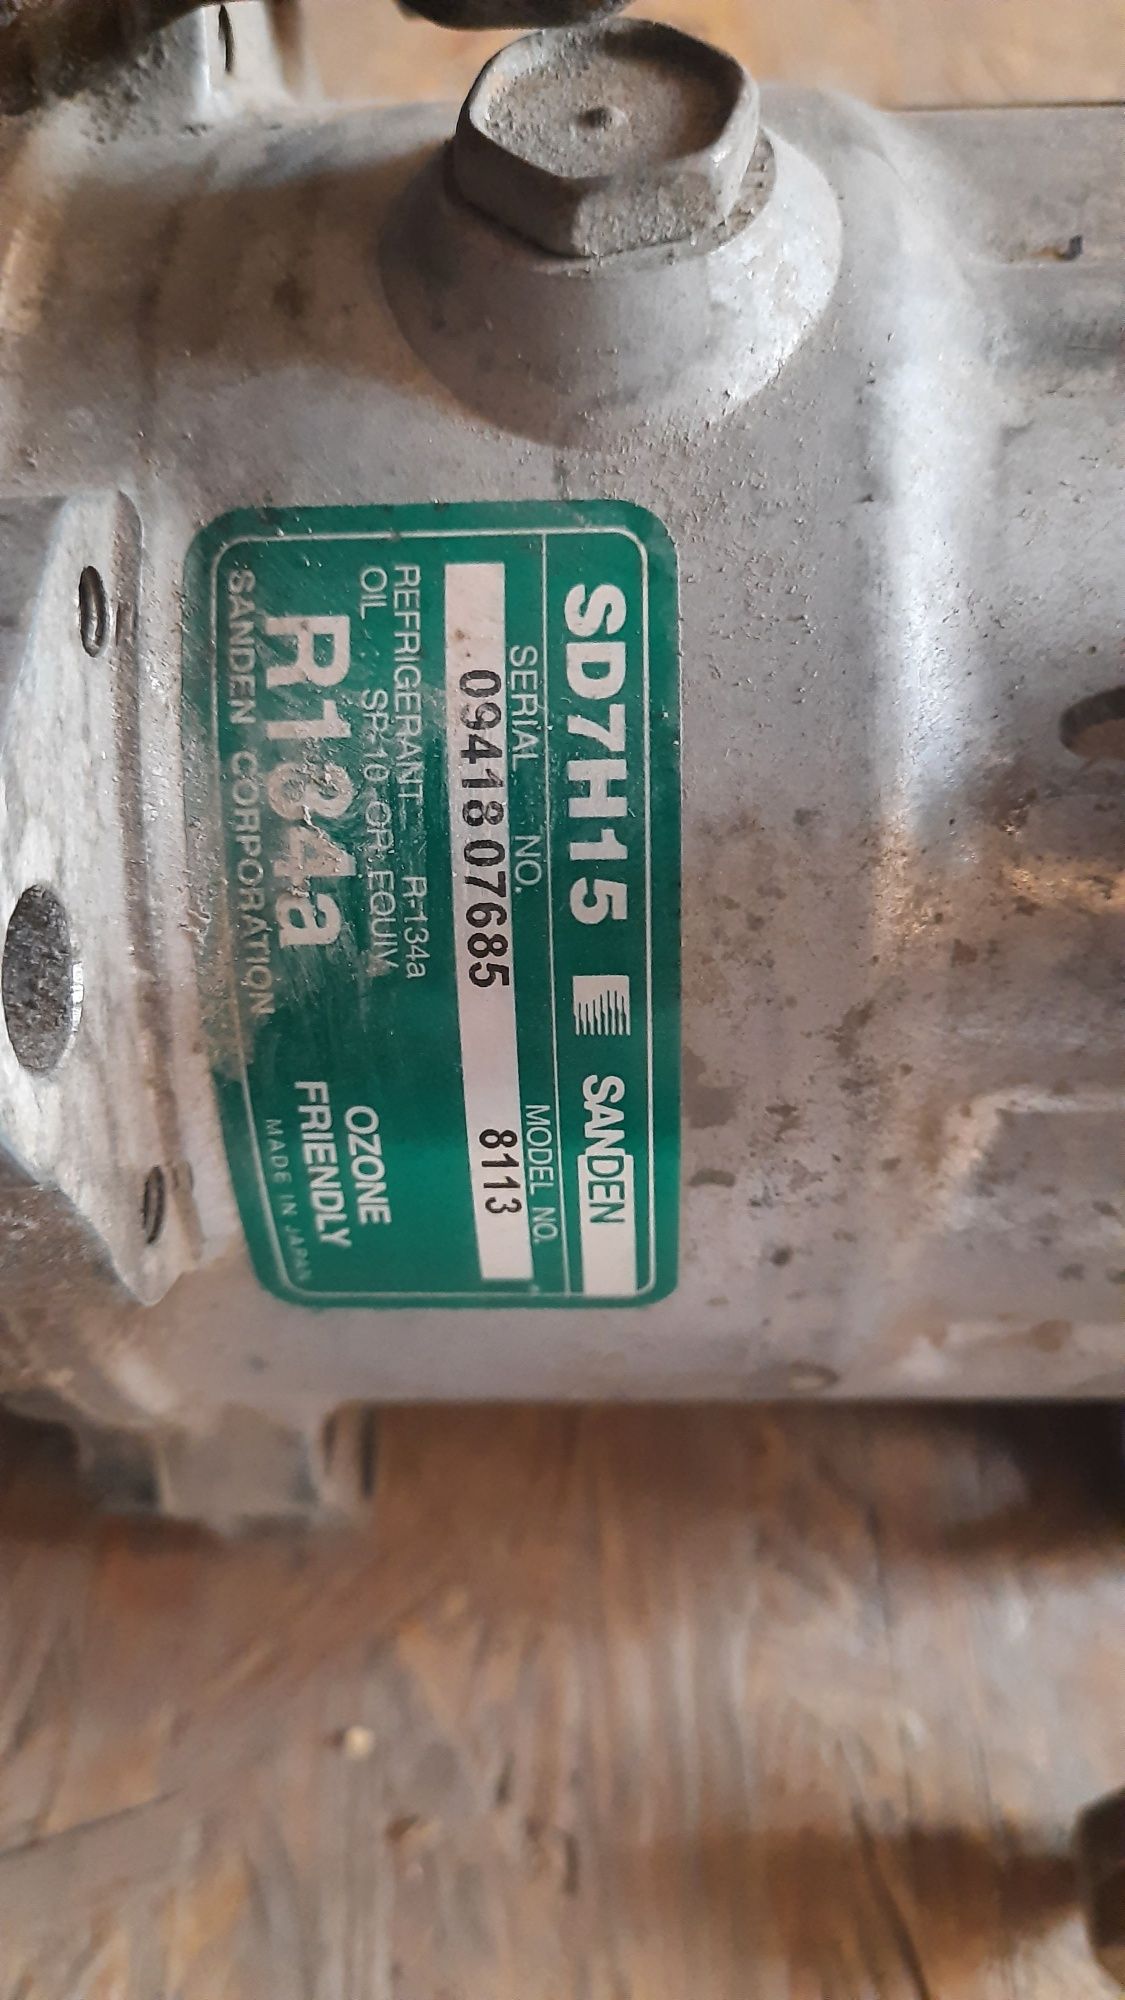 SD7H15 SANDEN
SERIAL NO. MODEL NO.
0941807685 8113
REFRIGERANT R-134a
OIL : SP-10 OR EQUIV.
R134a
OZONE
FRIENDLY
SANDEN CORPORATION
MADE IN JAPAN